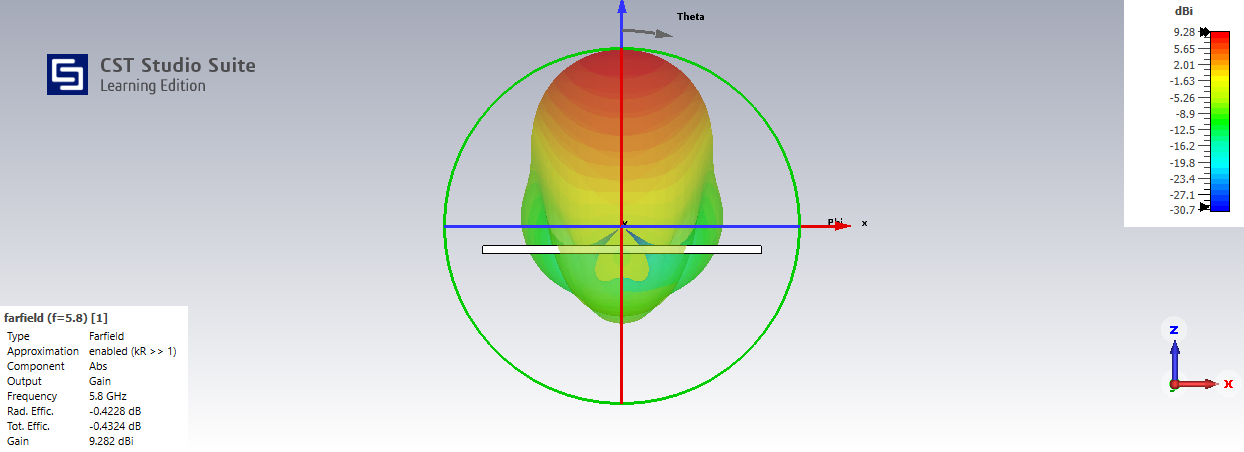 Theta
CST Studio Suite
Learning Edition
dBi
9.28
5.65
2.01
-1.63
-5.26
-8.9
-12.5
-16.2
-19.8
-23.4
-27.1
-30.7
Y
Phi
x
farfield (f=5.8) [1]
Type Farfield
Approximation enabled (kR >> 1)
Component Abs
Output Gain
Frequency 5.8 GHz
Rad. Effic. -0.4228 dB
Tot. Effic. -0.4324 dB
Gain 9.282 dBi
Z
X